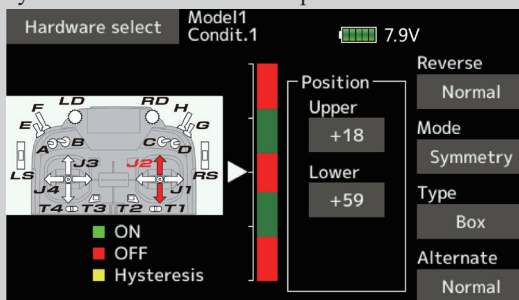 Hardware select
Model1
Condit.1
7.9V
LD
RD
F
E
H
G
A
B
C
D
J3
J2
LS
RS
J4
J1
T4
T3
T2
T1
ON
OFF
Hysteresis
Position
Upper
+18
Lower
+59
Reverse
Normal
Mode
Symmetry
Type
Box
Alternate
Normal